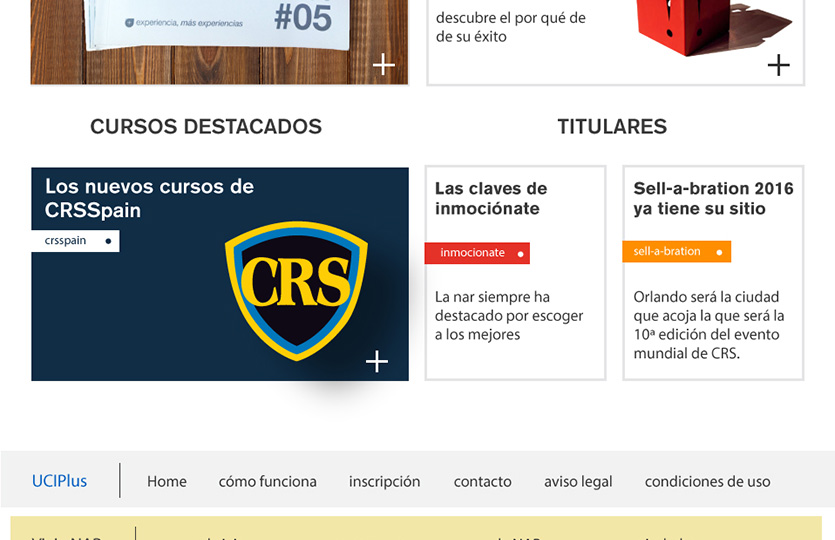 #05
experiencia, más experiencias
descubre el por qué de
de su éxito
CURSOS DESTACADOS
TITULARES
Los nuevos cursos de
CRSSpain
crsspain
CRS
Las claves de
inmociónate
inmocionate
La nar siempre ha
destacado por escoger
a los mejores
Sell-a-bration 2016
ya tiene su sitio
sell-a-bration
Orlando será la ciudad
que acoja la que será la
10ª edición del evento
mundial de CRS.
UCIPlus
Home
cómo funciona
inscripción
contacto
aviso legal
condiciones de uso